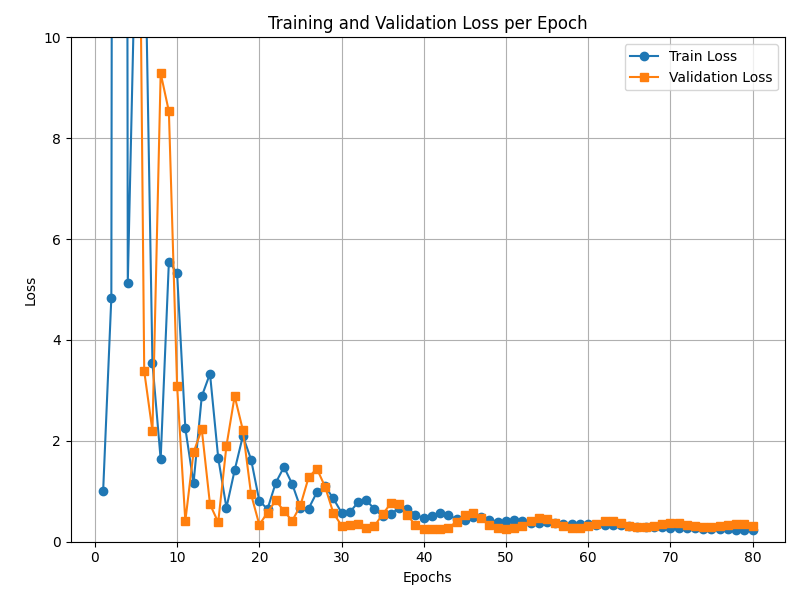 Training and Validation Loss per Epoch
Train Loss
Validation Loss
Loss
10
8
6
4
2
0
0 10 20 30 40 50 60 70 80
Epochs